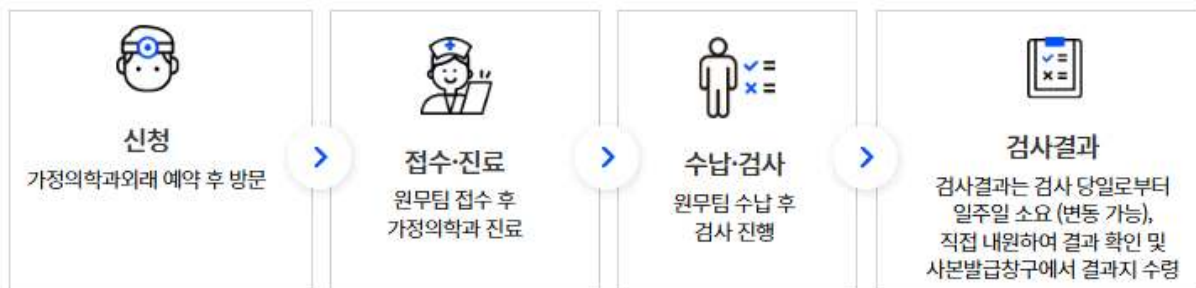 신청
가정의학과외래 예약 후 방문
접수·진료
원무팀 접수 후
가정의학과 진료
수납·검사
원무팀 수납 후
검사 진행
검사결과
검사결과는 검사 당일로부터
일주일 소요 (변동 가능),
직접 내원하여 결과 확인 및
사본발급창구에서 결과지 수령